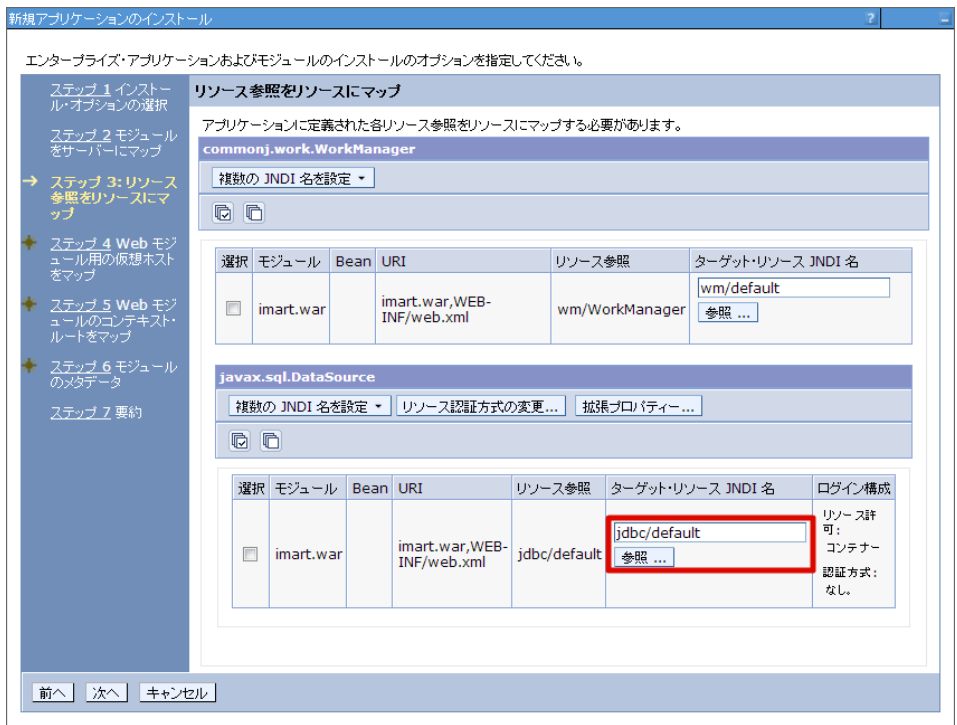 新規アプリケーションのインストール ?
エンタープライズ・アプリケーションおよびモジュールのインストールのオプションを指定してください。
ステップ 1 インストー
ル・オプションの選択
ステップ 2 モジュール
をサーバーにマップ
ステップ 3: リソース
参照をリソースにマ
ップ
ステップ 4 Web モジ
ュール用の仮想ホスト
をマップ
ステップ 5 Web モジ
ュールのコンテキスト・
ルートをマップ
ステップ 6 モジュール
のメタデータ
ステップ 7 要約
リソース参照をリソースにマップ
アプリケーションに定義された各リソース参照をリソースにマップする必要があります。
commonj.work.WorkManager
複数の JNDI 名を設定
選択 モジュール Bean URI リソース参照 ターゲット・リソース JNDI 名
imart.war imart.war,WEB-
INF/web.xml wm/WorkManager wm/default
参照 ...
javax.sql.DataSource
複数の JNDI 名を設定 リソース認証方式の変更... 拡張プロパティー...
選択 モジュール Bean URI リソース参照 ターゲット・リソース JNDI 名 ログイン構成
imart.war imart.war,WEB-
INF/web.xml jdbc/default jdbc/default
参照 ...
リソース許
可:
コンテナー
認証方式:
なし。
前へ 次へ キャンセル